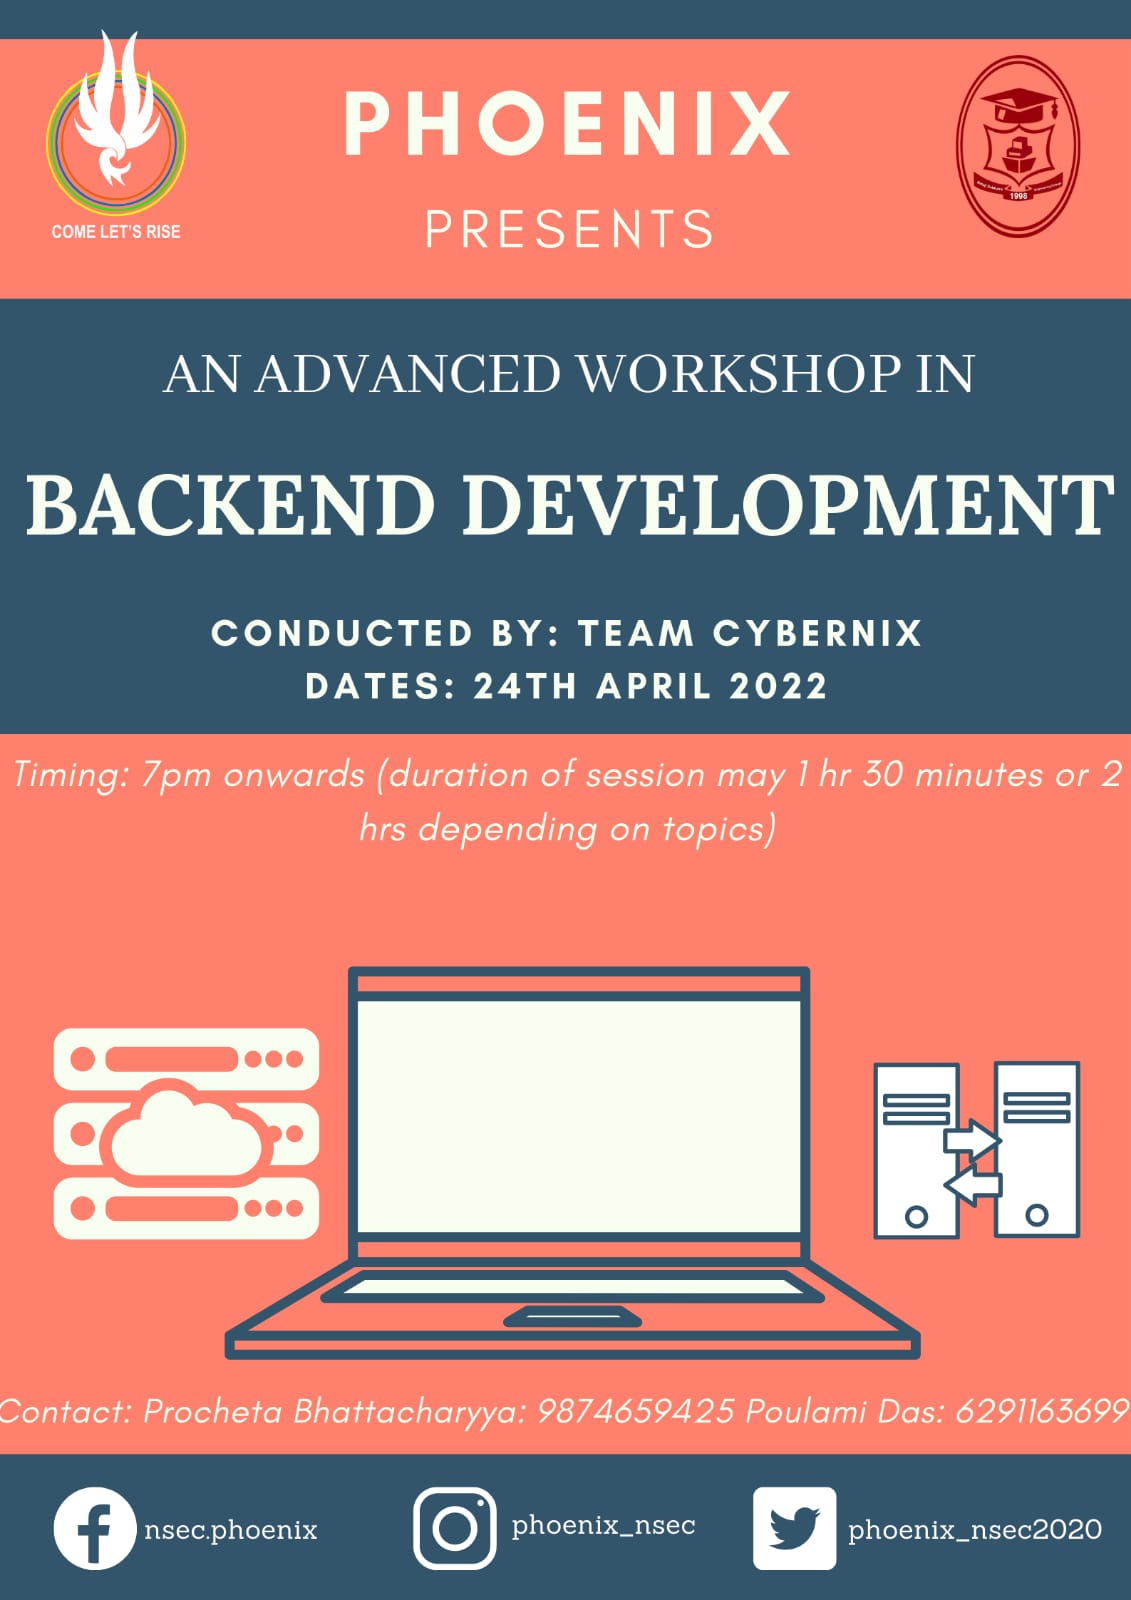 PHOENIX
PRESENTS
COME LET'S RISE
1998
AN ADVANCED WORKSHOP IN
BACKEND DEVELOPMENT
CONDUCTED BY: TEAM CYBERNIX
DATES: 24TH APRIL 2022
Timing: 7pm onwards (duration of session may 1 hr 30 minutes or 2
hrs depending on topics)
Contact: Procheta Bhattacharyya: 9874659425 Poulami Das: 6291163699
nsec.phoenix
phoenix_nsec
phoenix_nsec2020